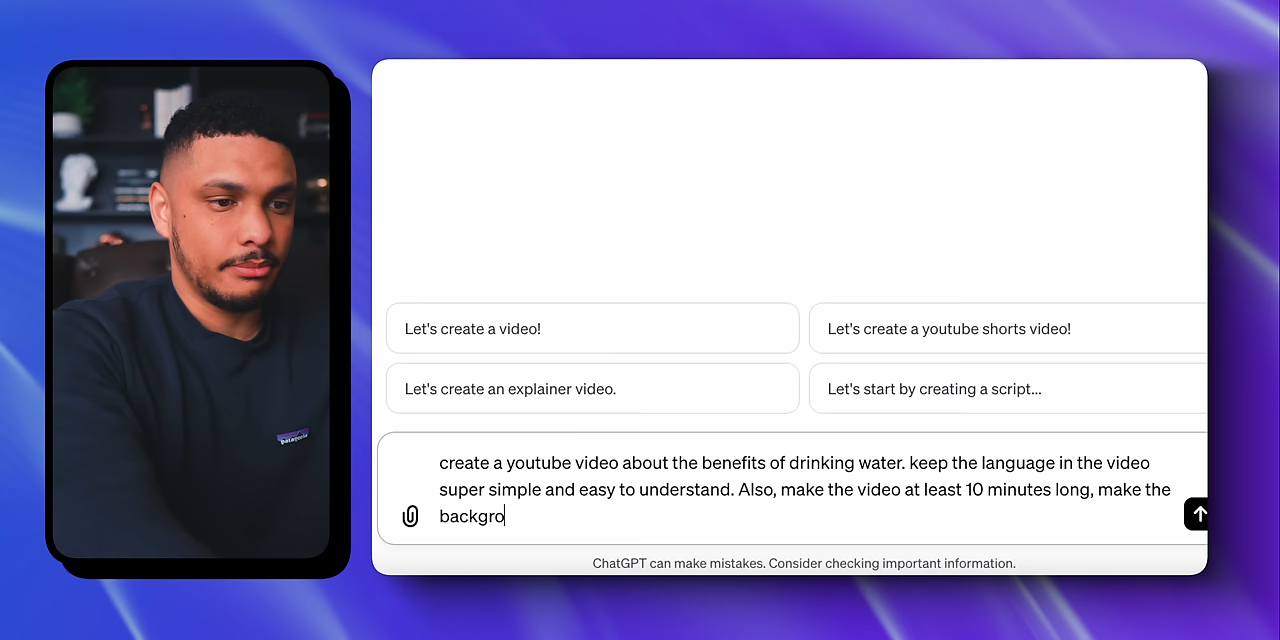 Let's create a video!
Let's create a youtube shorts video!
Let's create an explainer video.
Let's start by creating a script...
create a youtube video about the benefits of drinking water. keep the language in the video
super simple and easy to understand. Also, make the video at least 10 minutes long, make the
backgro
ChatGPT can make mistakes. Consider checking important information.
patagonia